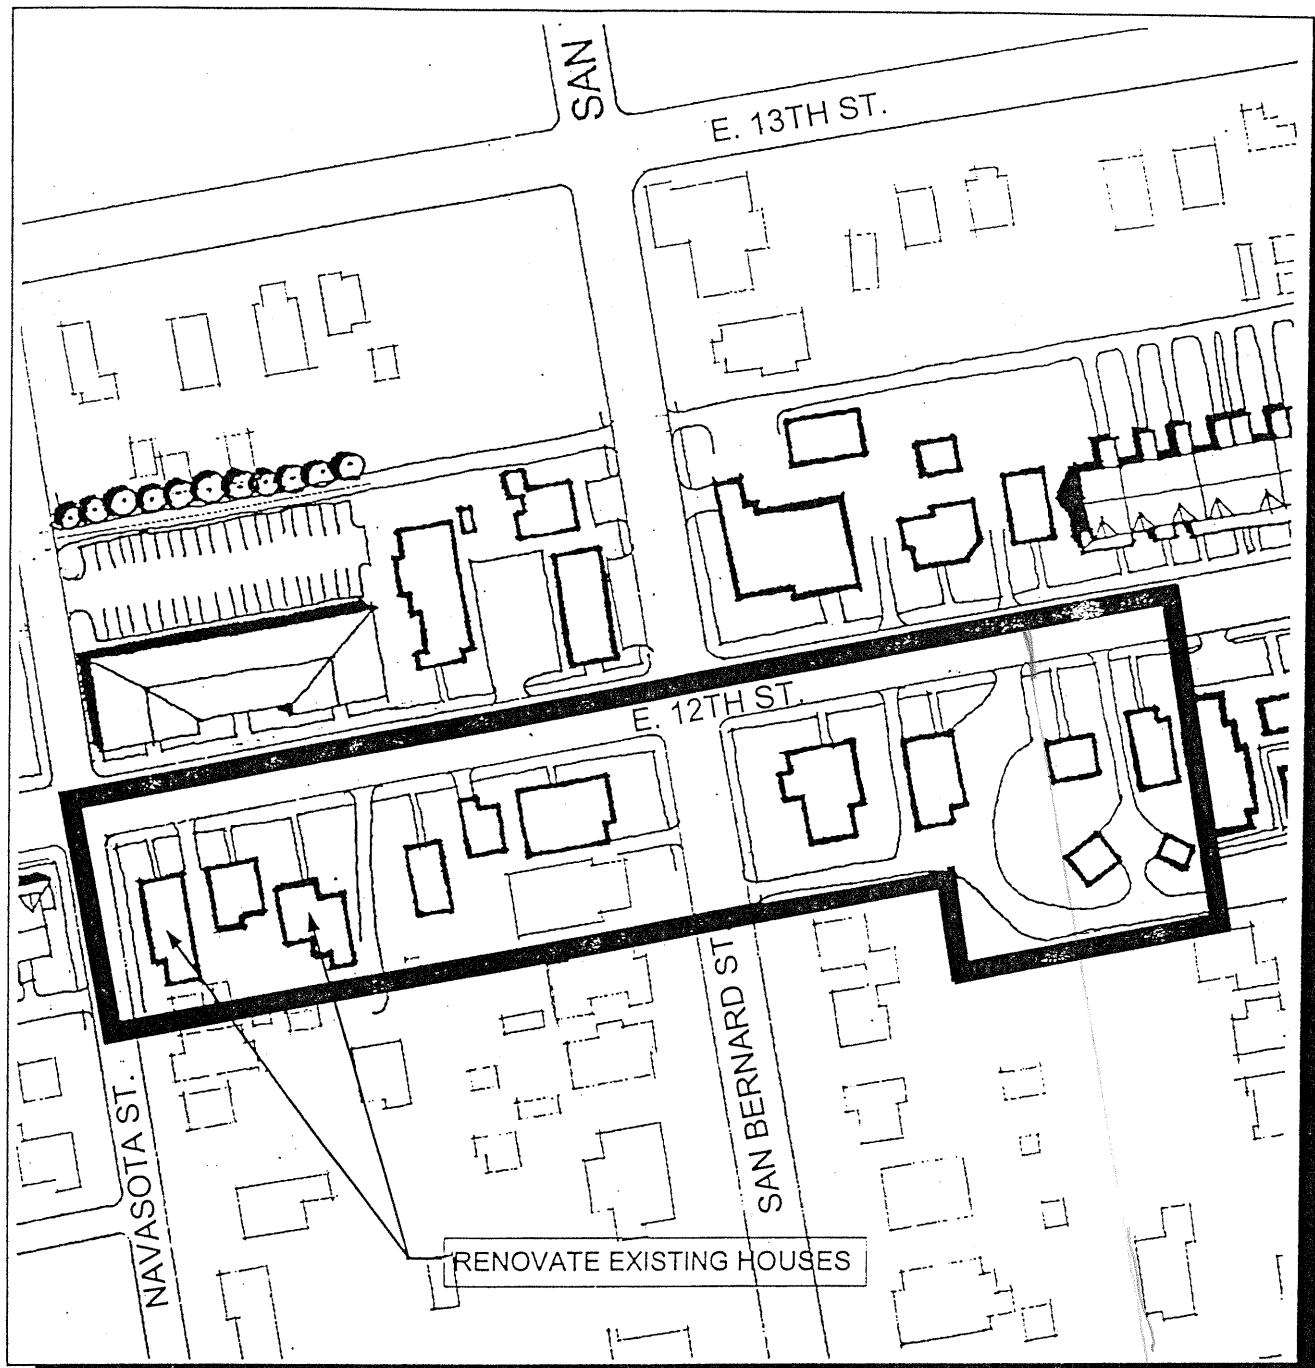 SAN
E. 13TH ST.
E. 12TH ST.
SAN BERNARD ST
NAVASOTA ST.
RENOVATE EXISTING HOUSES